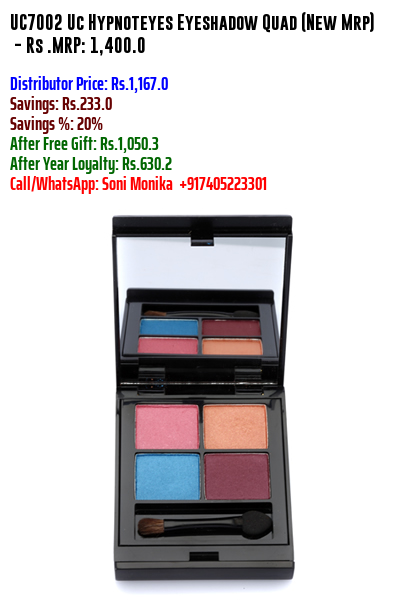 UC7002 Uc Hypnoteyes Eyeshadow Quad (New Mrp)
- Rs .MRP: 1,400.0
Distributor Price: Rs.1,167.0
Savings: Rs.233.0
Savings %: 20%
After Free Gift: Rs.1,050.3
After Year Loyalty: Rs.630.2
Call/WhatsApp: Soni Monika +917405223301